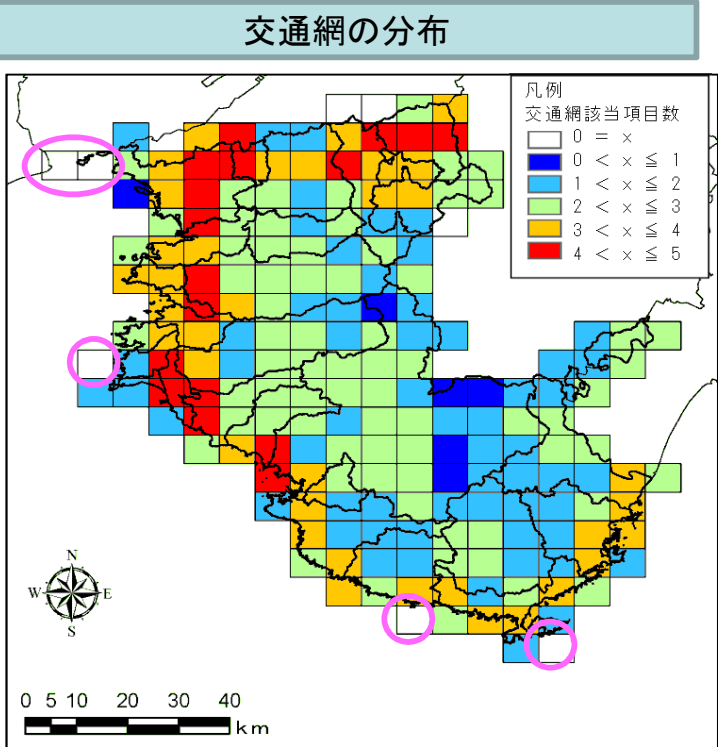 交通網の分布
凡例
交通網該当項目数
0 = x
0 < x ≦ 1
1 < x ≦ 2
2 < x ≦ 3
3 < x ≦ 4
4 < x ≦ 5
N
W E
S
0 5 10 20 30 40
km